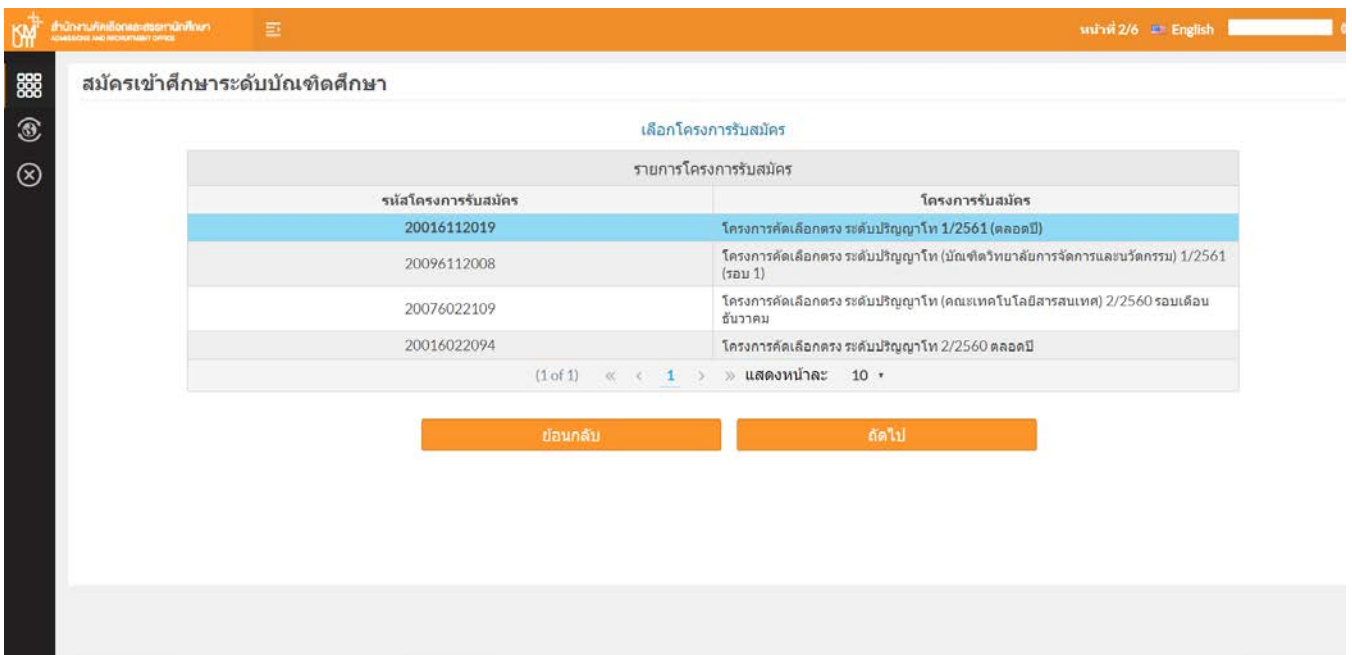 สำนักงานคัดเลือกและสรรหานักศึกษา
ADMISSIONS AND RECRUITMENT OFFICE
หน้าที่ 2/6 English
สมัครเข้าศึกษาระดับบัณฑิตศึกษา
เลือกโครงการรับสมัคร
รายการโครงการรับสมัคร
รหัสโครงการรับสมัคร โครงการรับสมัคร
20016112019 โครงการคัดเลือกตรง ระดับปริญญาโท 1/2561 (ตลอดปี)
20096112008 โครงการคัดเลือกตรง ระดับปริญญาโท (บัณฑิตวิทยาลัยการจัดการและนวัตกรรม) 1/2561
(รอบ 1)
20076022109 โครงการคัดเลือกตรง ระดับปริญญาโท (คณะเทคโนโลยีสารสนเทศ) 2/2560 รอบเดือน
ธันวาคม
20016022094 โครงการคัดเลือกตรง ระดับปริญญาโท 2/2560 ตลอดปี
(1 of 1) « < 1 > » แสดงหน้าละ 10
ย้อนกลับ ถัดไป